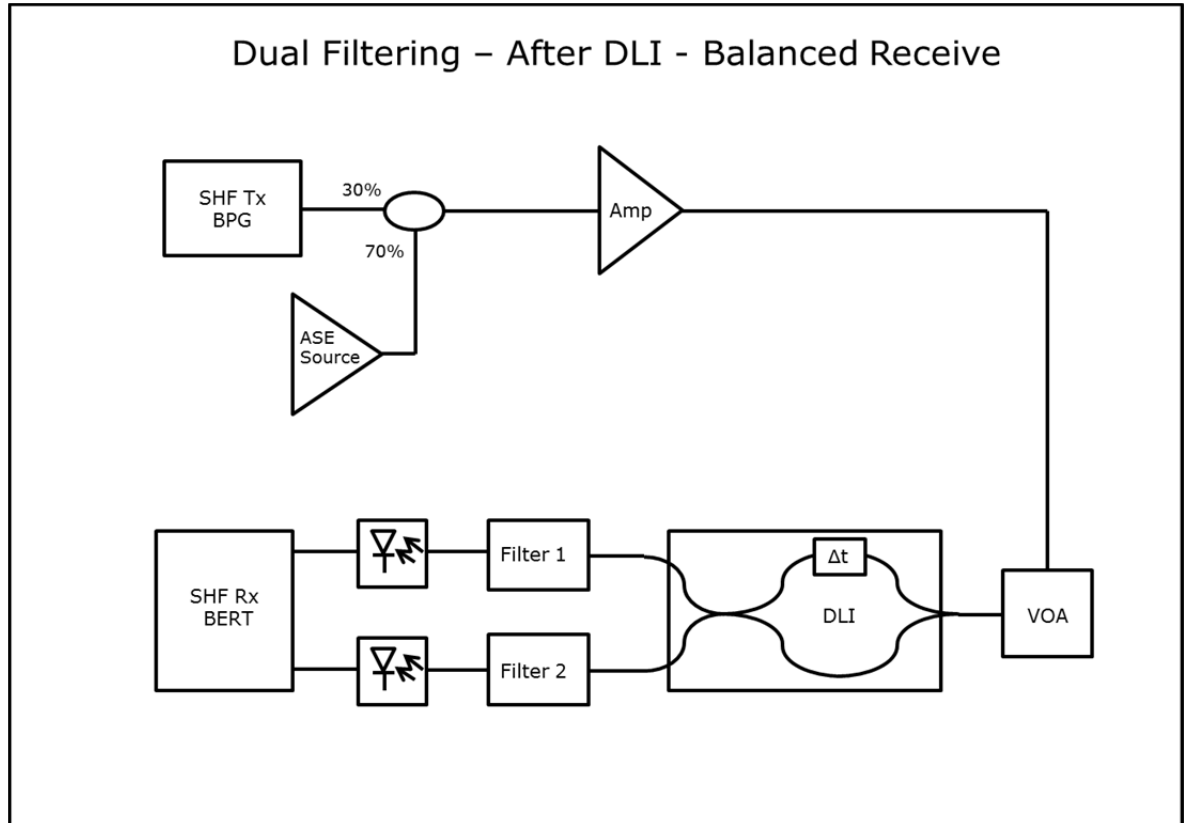 Dual Filtering – After DLI - Balanced Receive
SHF Tx
BPG
30%
70%
Amp
ASE
Source
SHF Rx
BERT
Filter 1
Filter 2
Δt
DLI
VOA